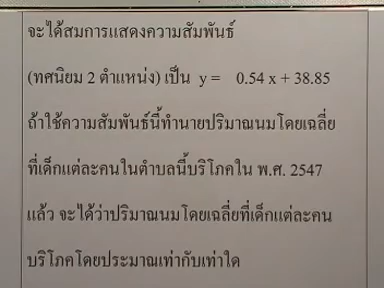 จะได้สมการแสดงความสัมพันธ์
(ทศนิยม 2 ตำแหน่ง) เป็น y = 0.54 x + 38.85
ถ้าใช้ความสัมพันธ์นี้ทำนายปริมาณนมโดยเฉลี่ย
ที่เด็กแต่ละคนในตำบลนี้บริโภคใน พ.ศ. 2547
แล้ว จะได้ว่าปริมาณนมโดยเฉลี่ยที่เด็กแต่ละคน
บริโภคโดยประมาณเท่ากับเท่าใด